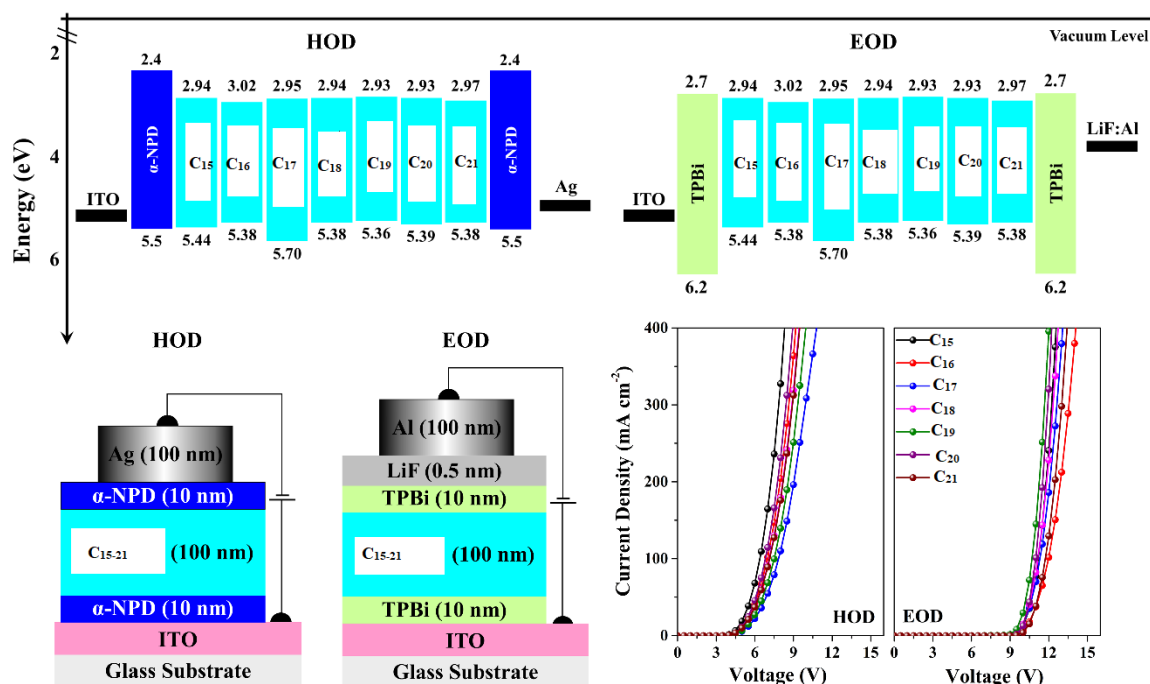 Vacuum Level
HOD
EOD
Energy (eV)
2
4
6
2.4
2.94
3.02
2.95
2.94
2.93
2.93
2.97
2.4
ITO
α-NPD
C₁₅
C₁₆
C₁₇
C₁₈
C₁₉
C₂₀
C₂₁
α-NPD
Ag
5.5
5.44
5.38
5.70
5.38
5.36
5.39
5.38
5.5
2.7
2.94
3.02
2.95
2.94
2.93
2.93
2.97
2.7
LiF:Al
ITO
TPBi
C₁₅
C₁₆
C₁₇
C₁₈
C₁₉
C₂₀
C₂₁
TPBi
6.2
5.44
5.38
5.70
5.38
5.36
5.39
5.38
6.2
HOD
Ag (100 nm)
α-NPD (10 nm)
C₁₅₋₂₁ (100 nm)
α-NPD (10 nm)
ITO
Glass Substrate
EOD
Al (100 nm)
LiF (0.5 nm)
TPBi (10 nm)
C₁₅₋₂₁ (100 nm)
TPBi (10 nm)
ITO
Glass Substrate
Current Density (mA cm⁻²)
400
300
200
100
0
HOD
0 3 6 9 12 15
Voltage (V)
C₁₅
C₁₆
C₁₇
C₁₈
C₁₉
C₂₀
C₂₁
EOD
0 3 6 9 12 15
Voltage (V)